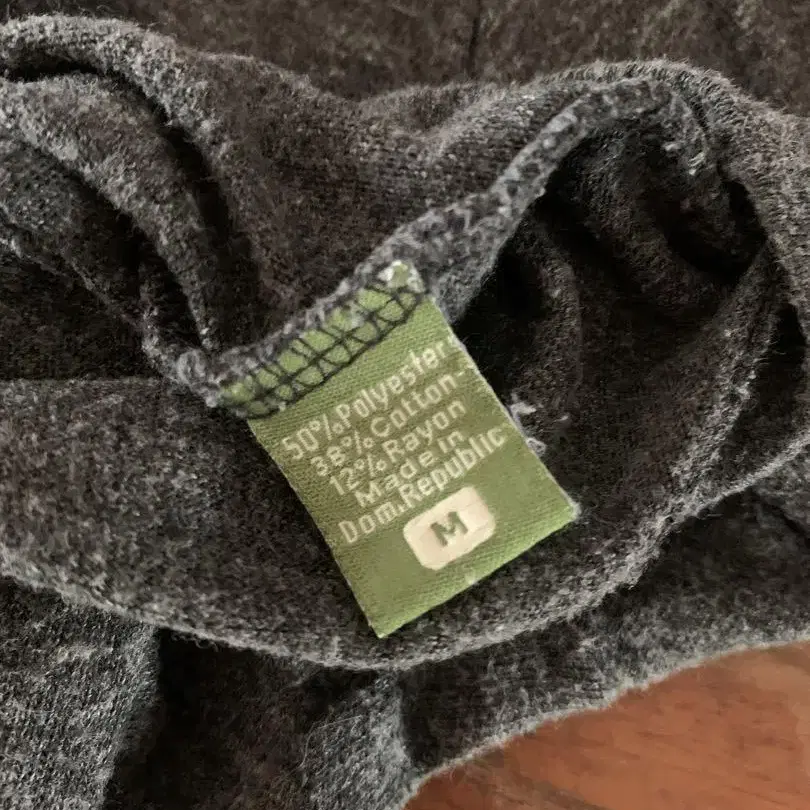 50%Polyester
38%Cotton-
12%Rayon
Made in
Dom.Republic
M